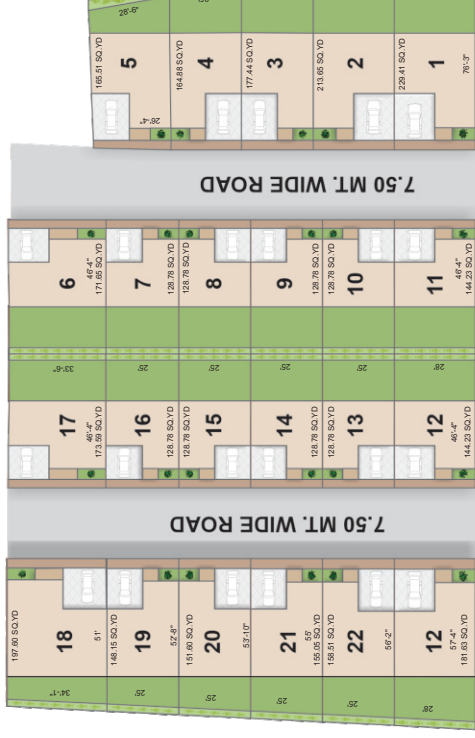 28'-6"
165.51 SQ.YD
5
26'-4"
164.88 SQ.YD
4
177.44 SQ.YD
3
213.65 SQ.YD
2
229.41 SQ.YD
1
76'-3"
7.50 MT. WIDE ROAD
6
46'-4"
171.65 SQ.YD
7
128.78 SQ.YD
128.78 SQ.YD
8
9
128.78 SQ.YD
128.78 SQ.YD
10
11
46'-4"
144.23 SQ.YD
33'-6"
25'
25'
25'
25'
28'
17
46'-4"
173.59 SQ.YD
16
128.78 SQ.YD
128.78 SQ.YD
15
14
128.78 SQ.YD
128.78 SQ.YD
13
12
46'-4"
144.23 SQ.YD
7.50 MT. WIDE ROAD
197.60 SQ.YD
18
51'
148.15 SQ.YD
19
52'-8"
151.60 SQ.YD
20
53'-10"
21
55'
155.05 SQ.YD
158.51 SQ.YD
22
56'-2"
12
57'-4"
181.63 SQ.YD
34'-1"
25'
25'
25'
25'
28'